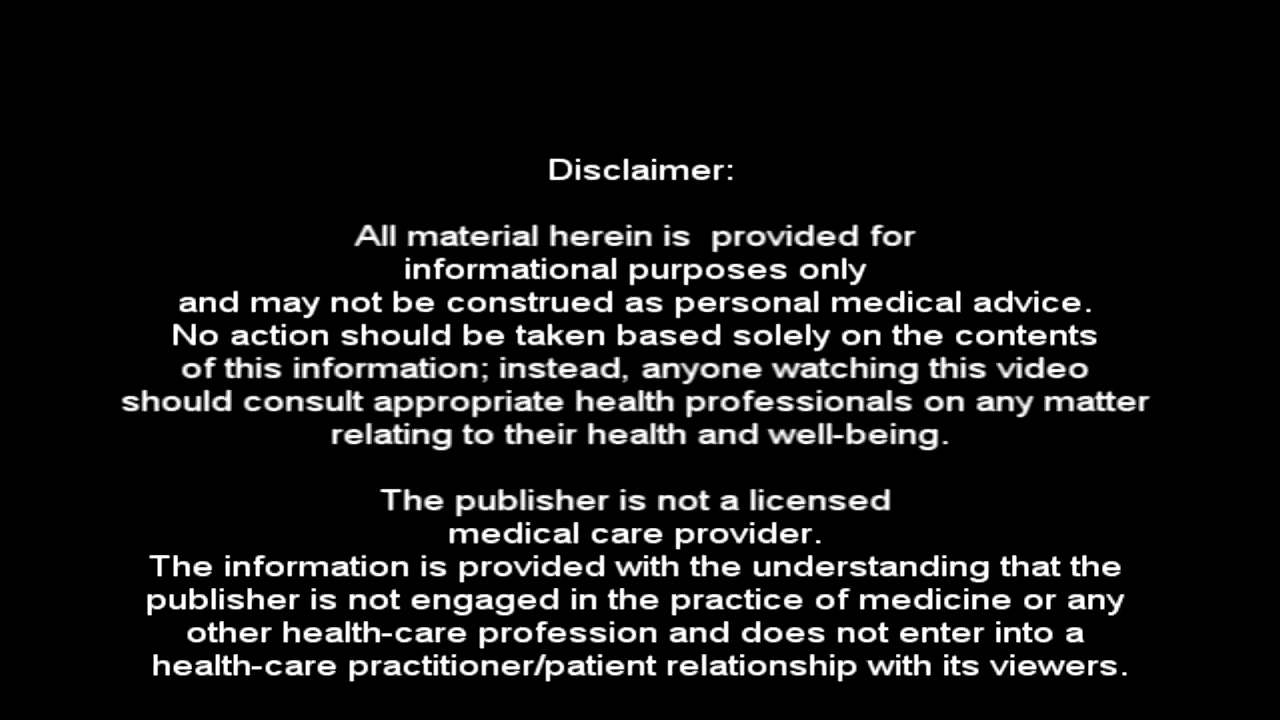 Disclaimer:
All material herein is  provided for
informational purposes only
and may not be construed as personal medical advice.
No action should be taken based solely on the contents
of this information; instead, anyone watching this video
should consult appropriate health professionals on any matter
relating to their health and well-being.
The publisher is not a licensed
medical care provider.
The information is provided with the understanding that the
publisher is not engaged in the practice of medicine or any
other health-care profession and does not enter into a
health-care practitioner/patient relationship with its viewers.